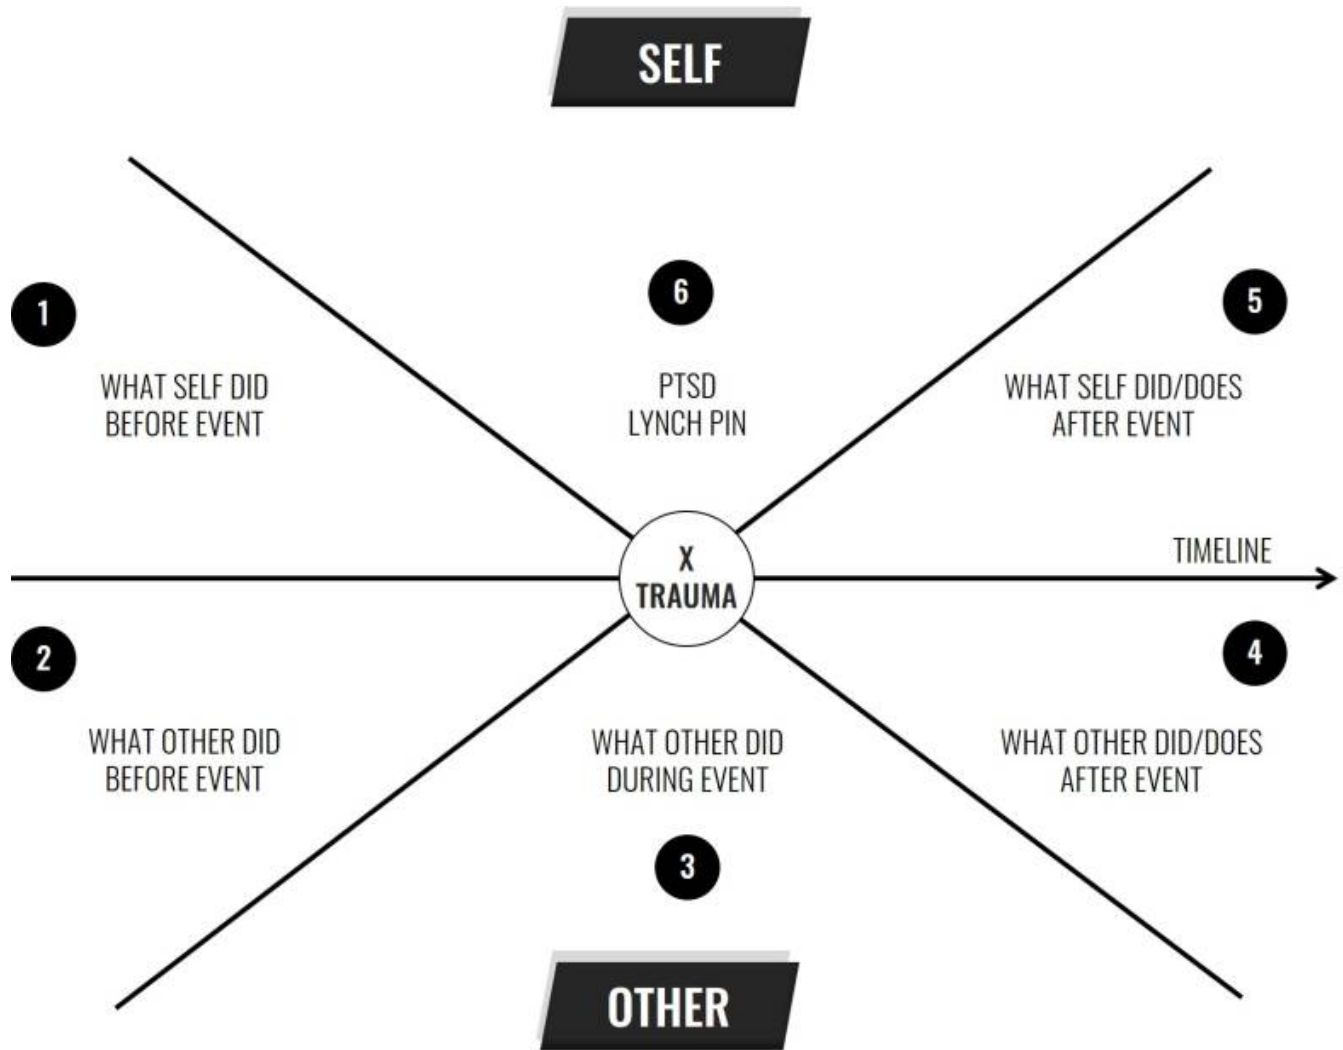 SELF
1
WHAT SELF DID
BEFORE EVENT
6
PTSD
LYNCH PIN
5
WHAT SELF DID/DOES
AFTER EVENT
X
TRAUMA
TIMELINE
2
WHAT OTHER DID
BEFORE EVENT
WHAT OTHER DID
DURING EVENT
3
4
WHAT OTHER DID/DOES
AFTER EVENT
OTHER